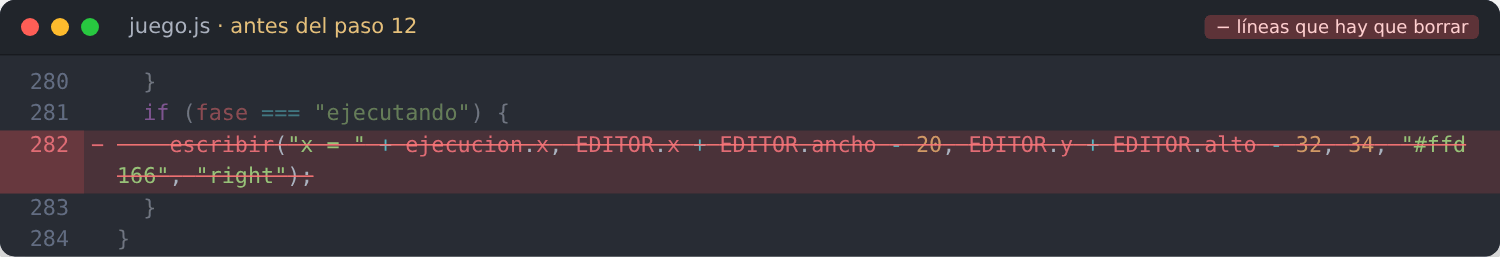 juego.js · antes del paso 12
− líneas que hay que borrar
280 }
281 if (fase === "ejecutando") {
282 − escribir("x = " + ejecucion.x, EDITOR.x + EDITOR.ancho - 20, EDITOR.y + EDITOR.alto - 32, 34, "#ffd
166", "right");
283 }
284 }